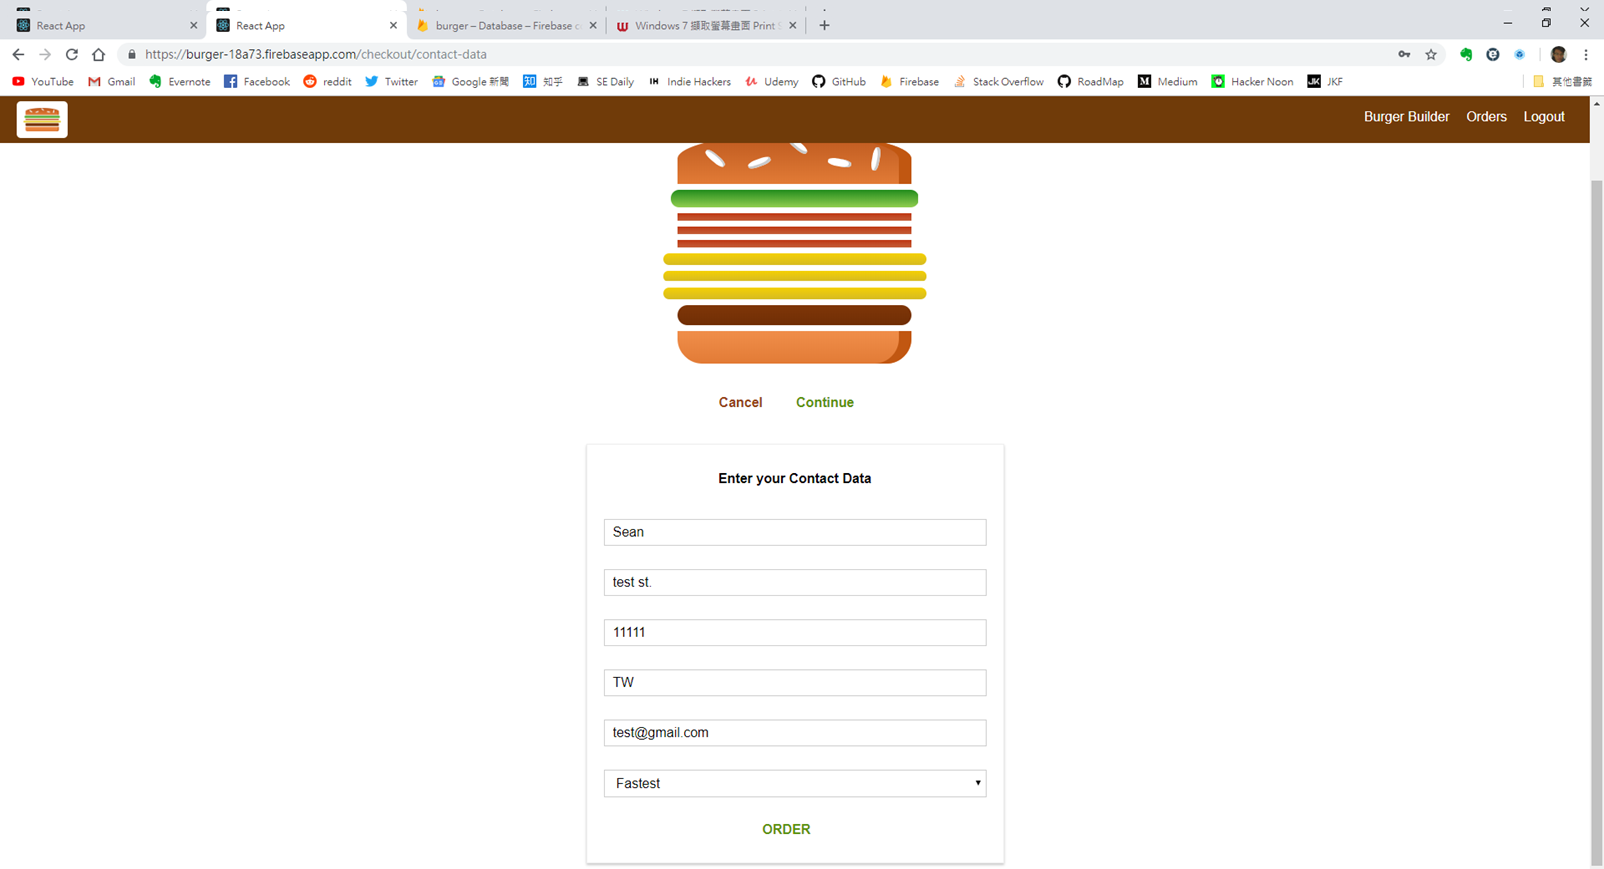 React App
React App
burger – Database – Firebase c
Windows 7 擷取螢幕畫面 Print
https://burger-18a73.firebaseapp.com/checkout/contact-data
YouTube Gmail Evernote Facebook reddit Twitter Google 新聞 知乎 SE Daily Indie Hackers Udemy GitHub Firebase Stack Overflow RoadMap Medium Hacker Noon JKF 其他書籤
Burger Builder Orders Logout
Cancel Continue
Enter your Contact Data
Sean
test st.
11111
TW
test@gmail.com
Fastest
ORDER